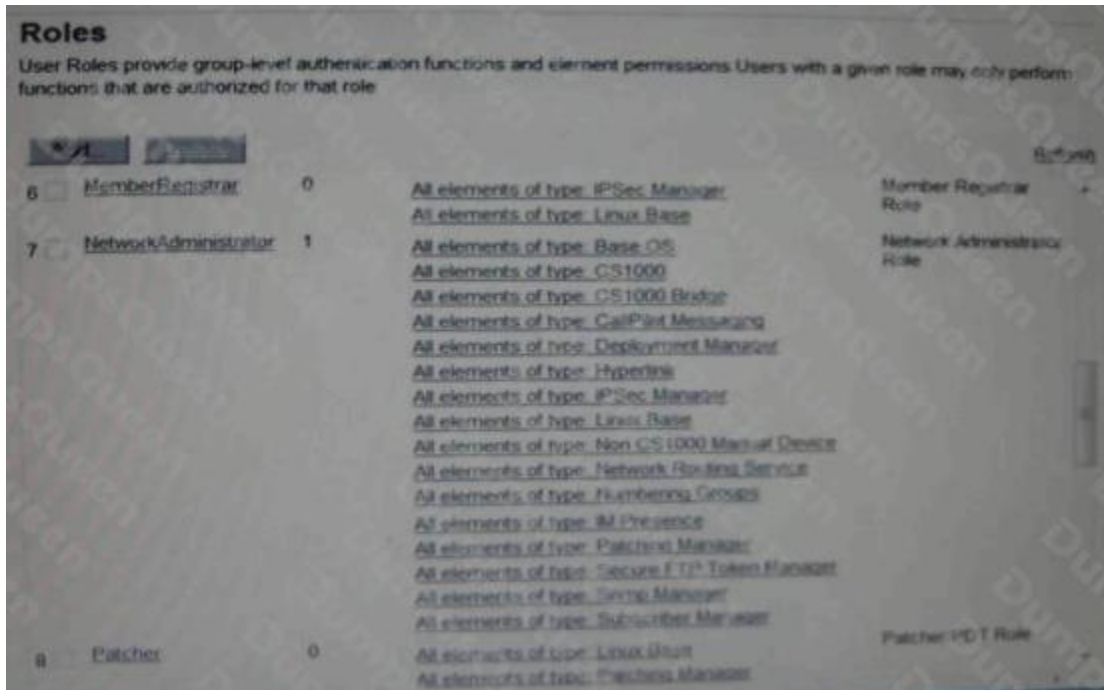 Roles
User Roles provide group-level authentication functions and element permissions Users with a given role may only perform
functions that are authorized for that role
Refresh
6 MemberRegistrar 0 All elements of type: IPSec Manager Member Registrar
All elements of type: Linux Base Role
7 NetworkAdministrator 1 All elements of type: Base OS Network Administrator
All elements of type: CS1000 Role
All elements of type: CS1000 Bridge
All elements of type: CallPilot Messaging
All elements of type: Deployment Manager
All elements of type: Hyperlink
All elements of type: IPSec Manager
All elements of type: Linux Base
All elements of type: Non CS1000 Manual Device
All elements of type: Network Routing Service
All elements of type: Numbering Groups
All elements of type: IM Presence
All elements of type: Patching Manager
All elements of type: Secure FTP Token Manager
All elements of type: Snmp Manager
All elements of type: Subscriber Manager
8 Patcher 0 All elements of type: Linux Base Patcher PDT Role
All elements of type: Patching Manager
DumpsQueen